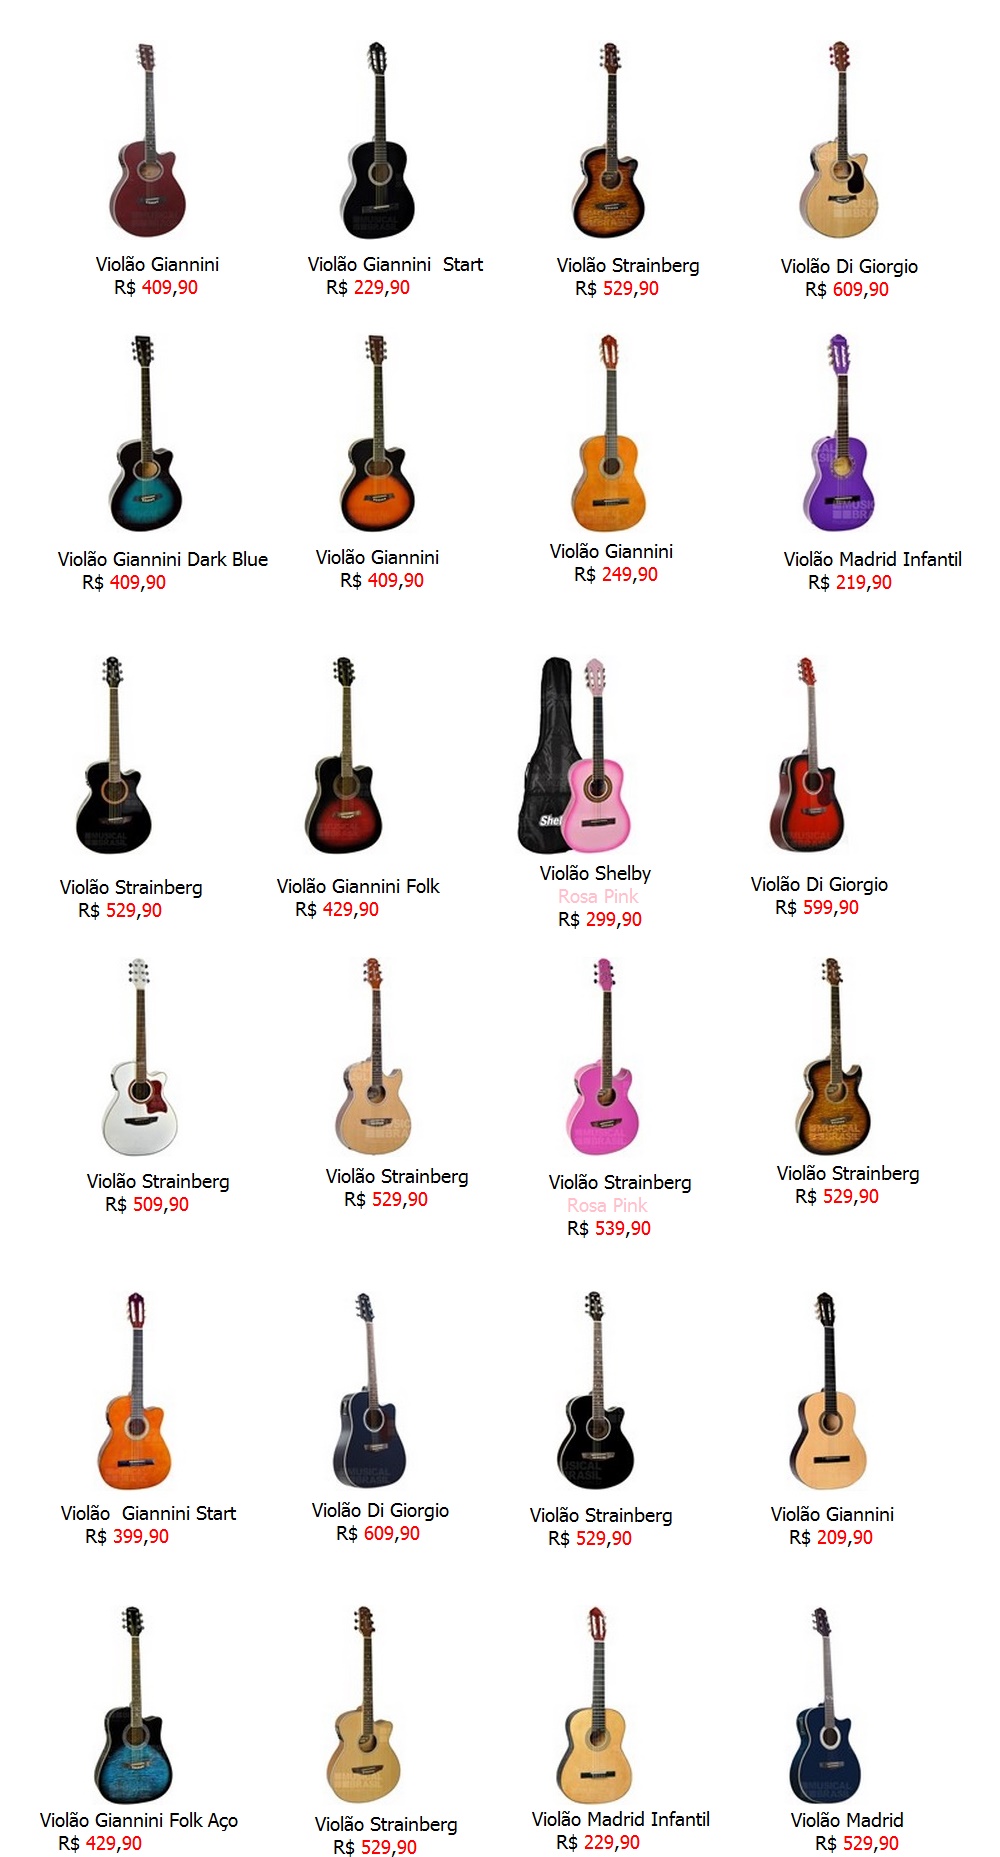 Violão Giannini
R$ 409,90
Violão Giannini  Start
R$ 229,90
Violão Strainberg
R$ 529,90
Violão Di Giorgio
R$ 609,90
Violão Giannini Dark Blue
R$ 409,90
Violão Giannini
R$ 409,90
Violão Giannini
R$ 249,90
Violão Madrid Infantil
R$ 219,90
Violão Strainberg
R$ 529,90
Violão Giannini Folk
R$ 429,90
Shel
Violão Shelby
Rosa Pink
R$ 299,90
Violão Di Giorgio
R$ 599,90
Violão Strainberg
R$ 509,90
Violão Strainberg
R$ 529,90
Violão Strainberg
Rosa Pink
R$ 539,90
Violão Strainberg
R$ 529,90
Violão  Giannini Start
R$ 399,90
Violão Di Giorgio
R$ 609,90
Violão Strainberg
R$ 529,90
Violão Giannini
R$ 209,90
Violão Giannini Folk Aço
R$ 429,90
Violão Strainberg
R$ 529,90
Violão Madrid Infantil
R$ 229,90
Violão Madrid
R$ 529,90